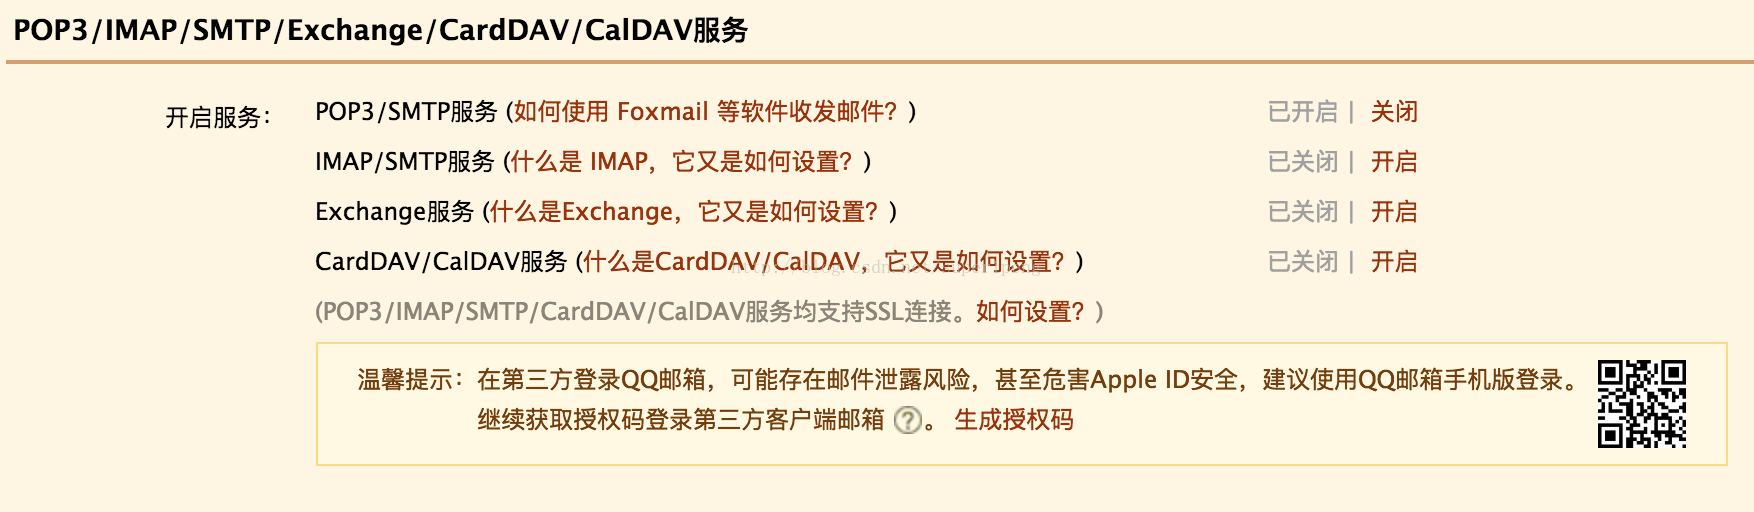 POP3/IMAP/SMTP/Exchange/CardDAV/CalDAV服务
开启服务： POP3/SMTP服务 (如何使用 Foxmail 等软件收发邮件？) 已开启 | 关闭
IMAP/SMTP服务 (什么是 IMAP，它又是如何设置？) 已关闭 | 开启
Exchange服务 (什么是Exchange，它又是如何设置？) 已关闭 | 开启
CardDAV/CalDAV服务 (什么是CardDAV/CalDAV，它又是如何设置？) 已关闭 | 开启
(POP3/IMAP/SMTP/CardDAV/CalDAV服务均支持SSL连接。如何设置？)
温馨提示：在第三方登录QQ邮箱，可能存在邮件泄露风险，甚至危害Apple ID安全，建议使用QQ邮箱手机版登录。
继续获取授权码登录第三方客户端邮箱 ? 。 生成授权码